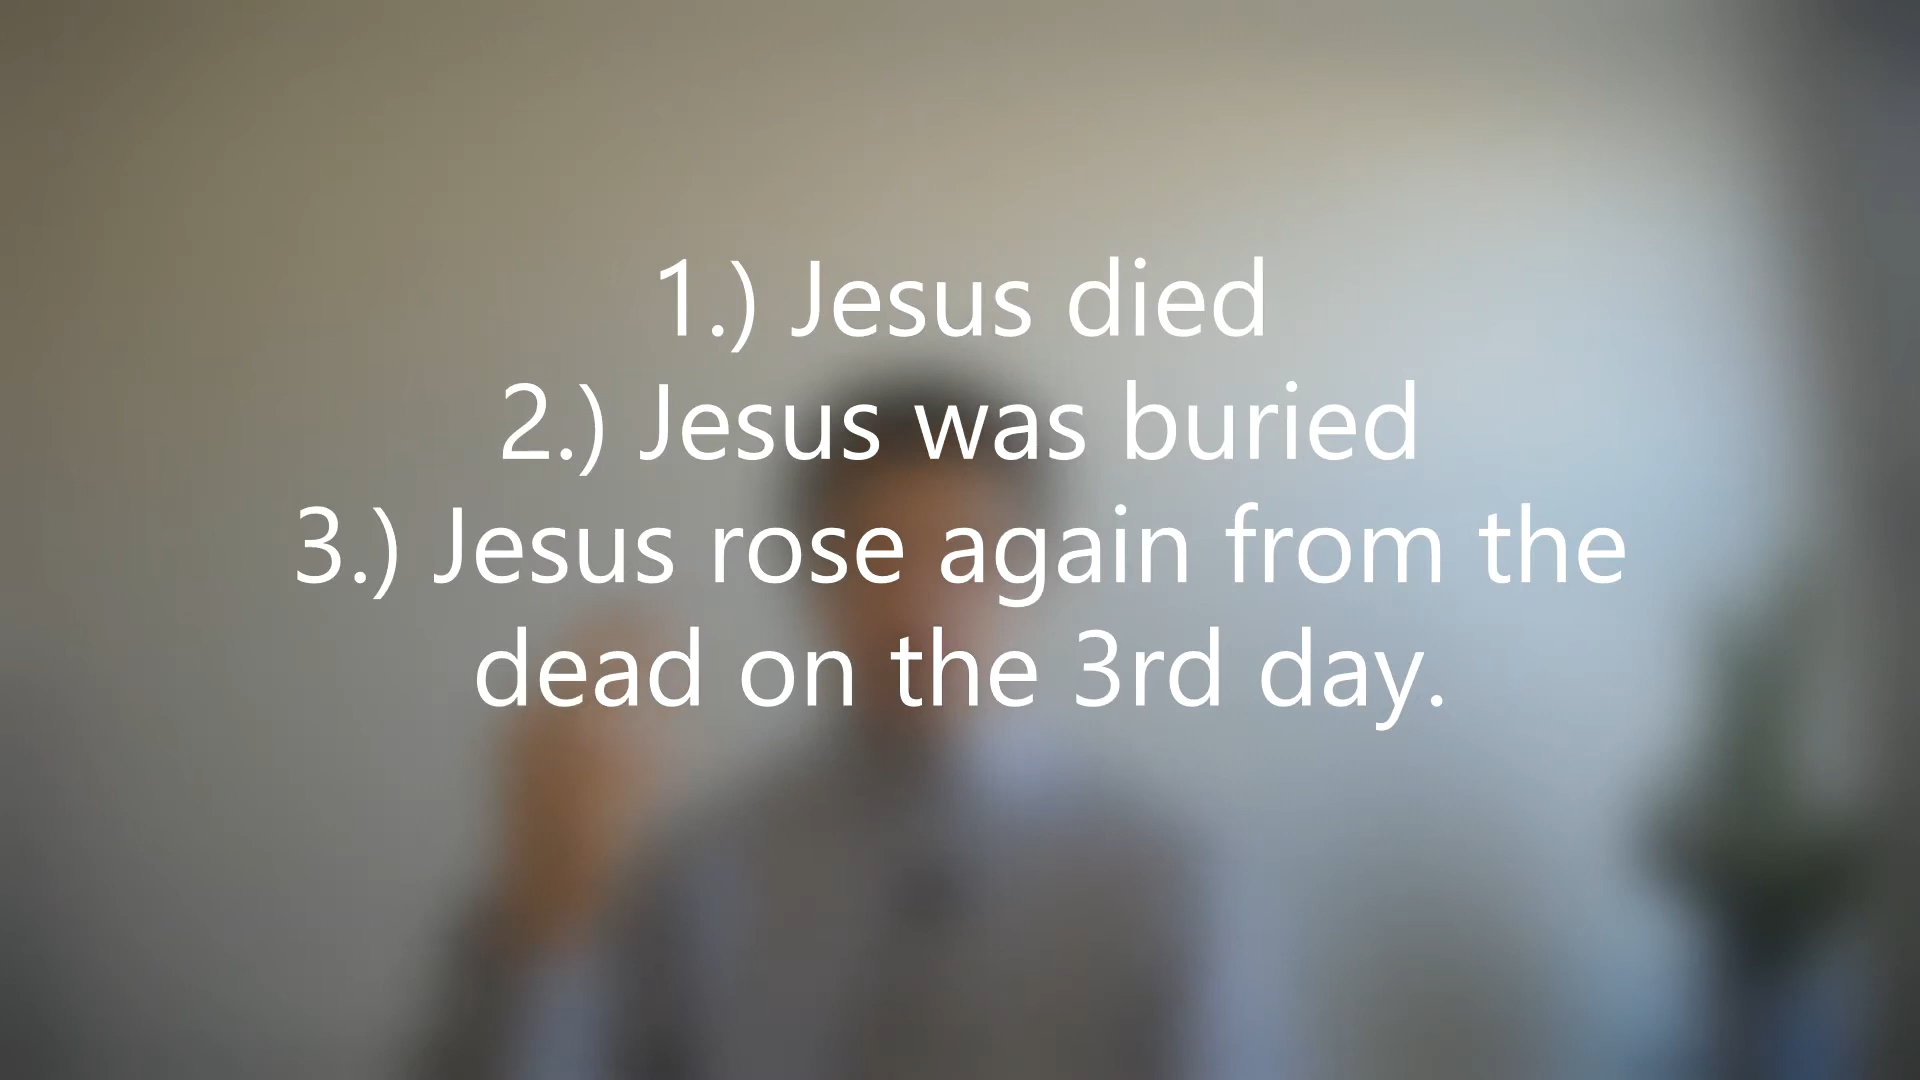 1.) Jesus died
2.) Jesus was buried
3.) Jesus rose again from the
dead on the 3rd day.